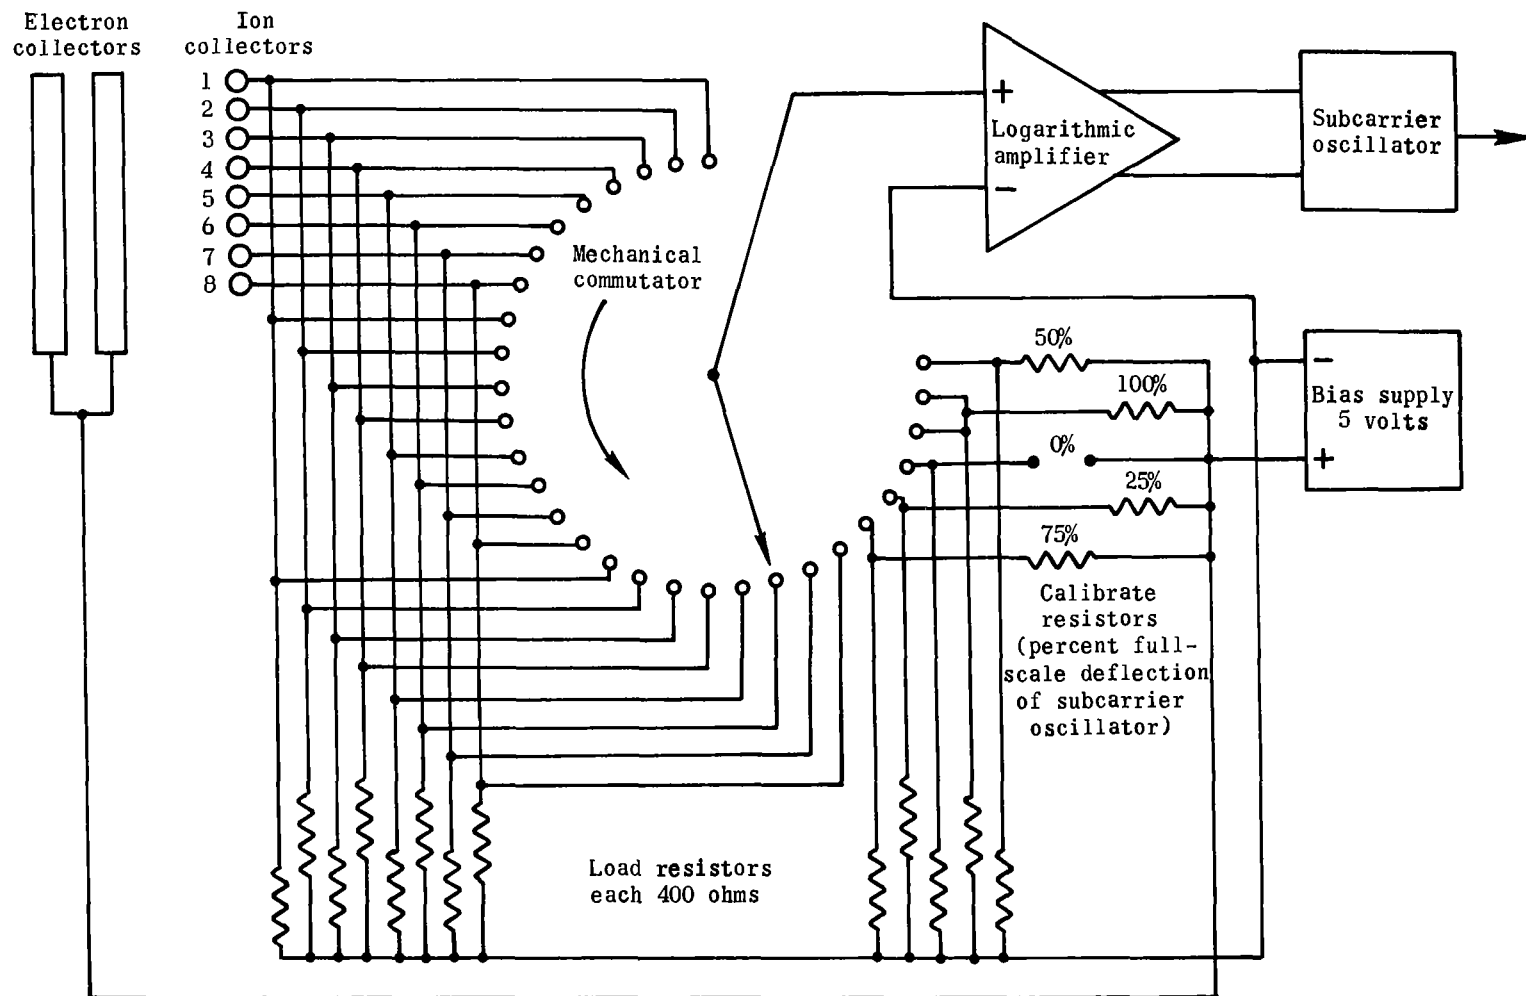 Electron
collectors
Ion
collectors
1
2
3
4
5
6
7
8
Mechanical
commutator
+
Logarithmic
amplifier
−
Subcarrier
oscillator
−
Bias supply
5 volts
+
50%
100%
0%
25%
75%
Calibrate
resistors
(percent full-
scale deflection
of subcarrier
oscillator)
Load resistors
each 400 ohms